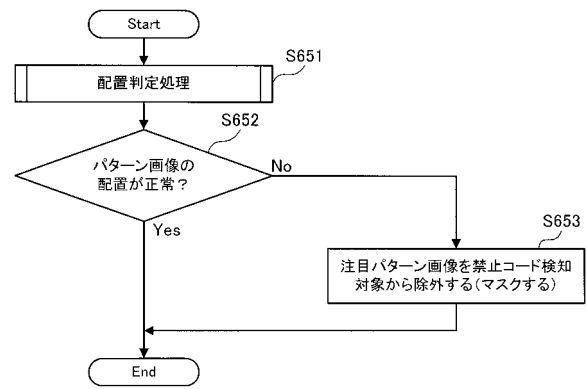 Start
S651
配置判定処理
S652
パターン画像の
配置が正常?
No
Yes
S653
注目パターン画像を禁止コード検知
対象から除外する(マスクする)
End